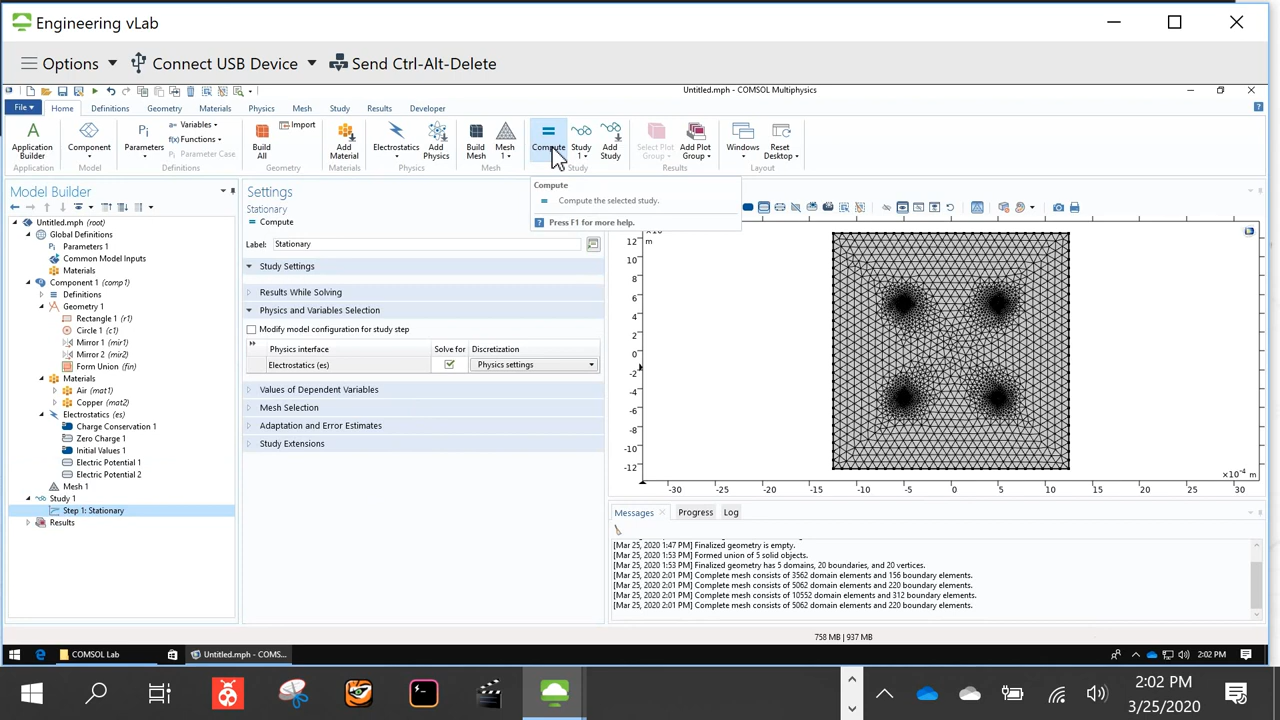 Engineering vLab
Options Connect USB Device Send Ctrl-Alt-Delete
Untitled.mph - COMSOL Multiphysics
File Home Definitions Geometry Materials Physics Mesh Study Results Developer
Application Builder
Component 1
Parameters
Variables
Functions
Parameter Case
Build All
Import
Add Material
Electrostatics
Add Physics
Build Mesh
Mesh 1
Compute
Study 1
Add Study
Select Plot Group
Add Plot Group
Windows
Reset Desktop
Application Model Definitions Geometry Materials Physics Mesh Study Results Layout
Model Builder
Untitled.mph (root)
Global Definitions
Parameters 1
Common Model Inputs
Materials
Component 1 (comp1)
Definitions
Geometry 1
Rectangle 1 (r1)
Circle 1 (c1)
Mirror 1 (mir1)
Mirror 2 (mir2)
Form Union (fin)
Materials
Air (mat1)
Copper (mat2)
Electrostatics (es)
Charge Conservation 1
Zero Charge 1
Initial Values 1
Electric Potential 1
Electric Potential 2
Mesh 1
Study 1
Step 1: Stationary
Results
Settings
Stationary
Compute
Label: Stationary
Study Settings
Results While Solving
Physics and Variables Selection
Modify model configuration for study step
Physics interface Solve for Discretization
Electrostatics (es) Physics settings
Values of Dependent Variables
Mesh Selection
Adaptation and Error Estimates
Study Extensions
Compute
Compute the selected study.
Press F1 for more help.
m
12
10
8
6
4
2
0
-2
-4
-6
-8
-10
-12
×10⁻⁴ m
-30 -25 -20 -15 -10 -5 0 5 10 15 20 25 30
Messages Progress Log
[Mar 25, 2020 1:47 PM] Finalized geometry is empty.
[Mar 25, 2020 1:53 PM] Formed union of 5 solid objects.
[Mar 25, 2020 1:53 PM] Finalized geometry has 5 domains, 20 boundaries, and 20 vertices.
[Mar 25, 2020 2:01 PM] Complete mesh consists of 3562 domain elements and 156 boundary elements.
[Mar 25, 2020 2:01 PM] Complete mesh consists of 5062 domain elements and 220 boundary elements.
[Mar 25, 2020 2:01 PM] Complete mesh consists of 10552 domain elements and 312 boundary elements.
[Mar 25, 2020 2:01 PM] Complete mesh consists of 5062 domain elements and 220 boundary elements.
758 MB | 937 MB
COMSOL Lab Untitled.mph - COMS... 2:02 PM
2:02 PM
3/25/2020